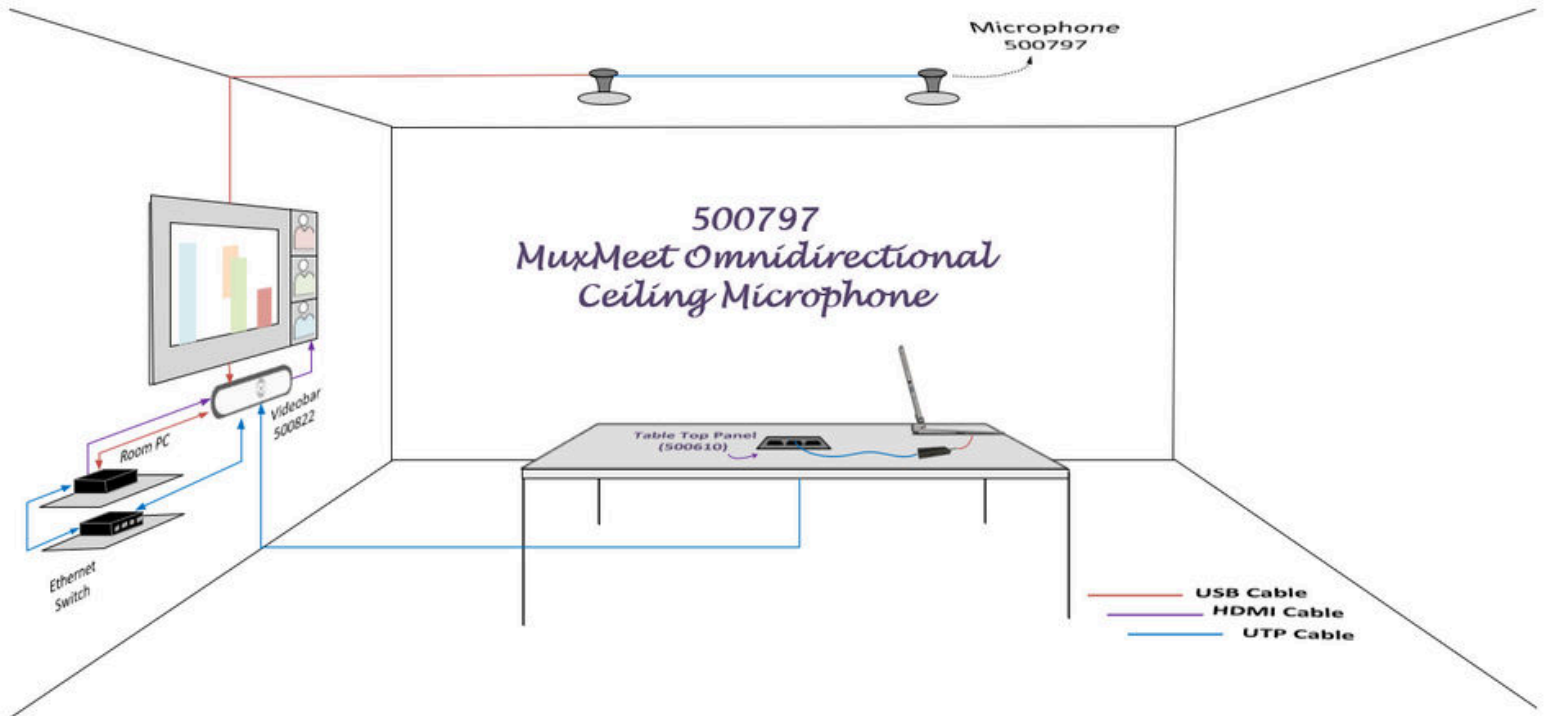 Microphone
500797
500797
MuxMeet Omnidirectional
Ceiling Microphone
Videobar
500822
Room PC
Table Top Panel
(500610)
Ethernet
Switch
USB Cable
HDMI Cable
UTP Cable